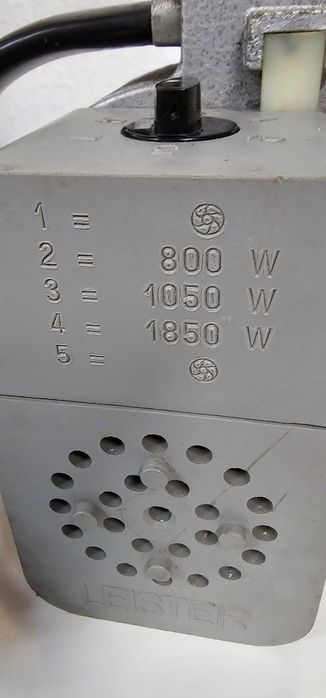 1 =
2 = 800 W
3 = 1050 W
4 = 1850 W
5 =
LEISTER